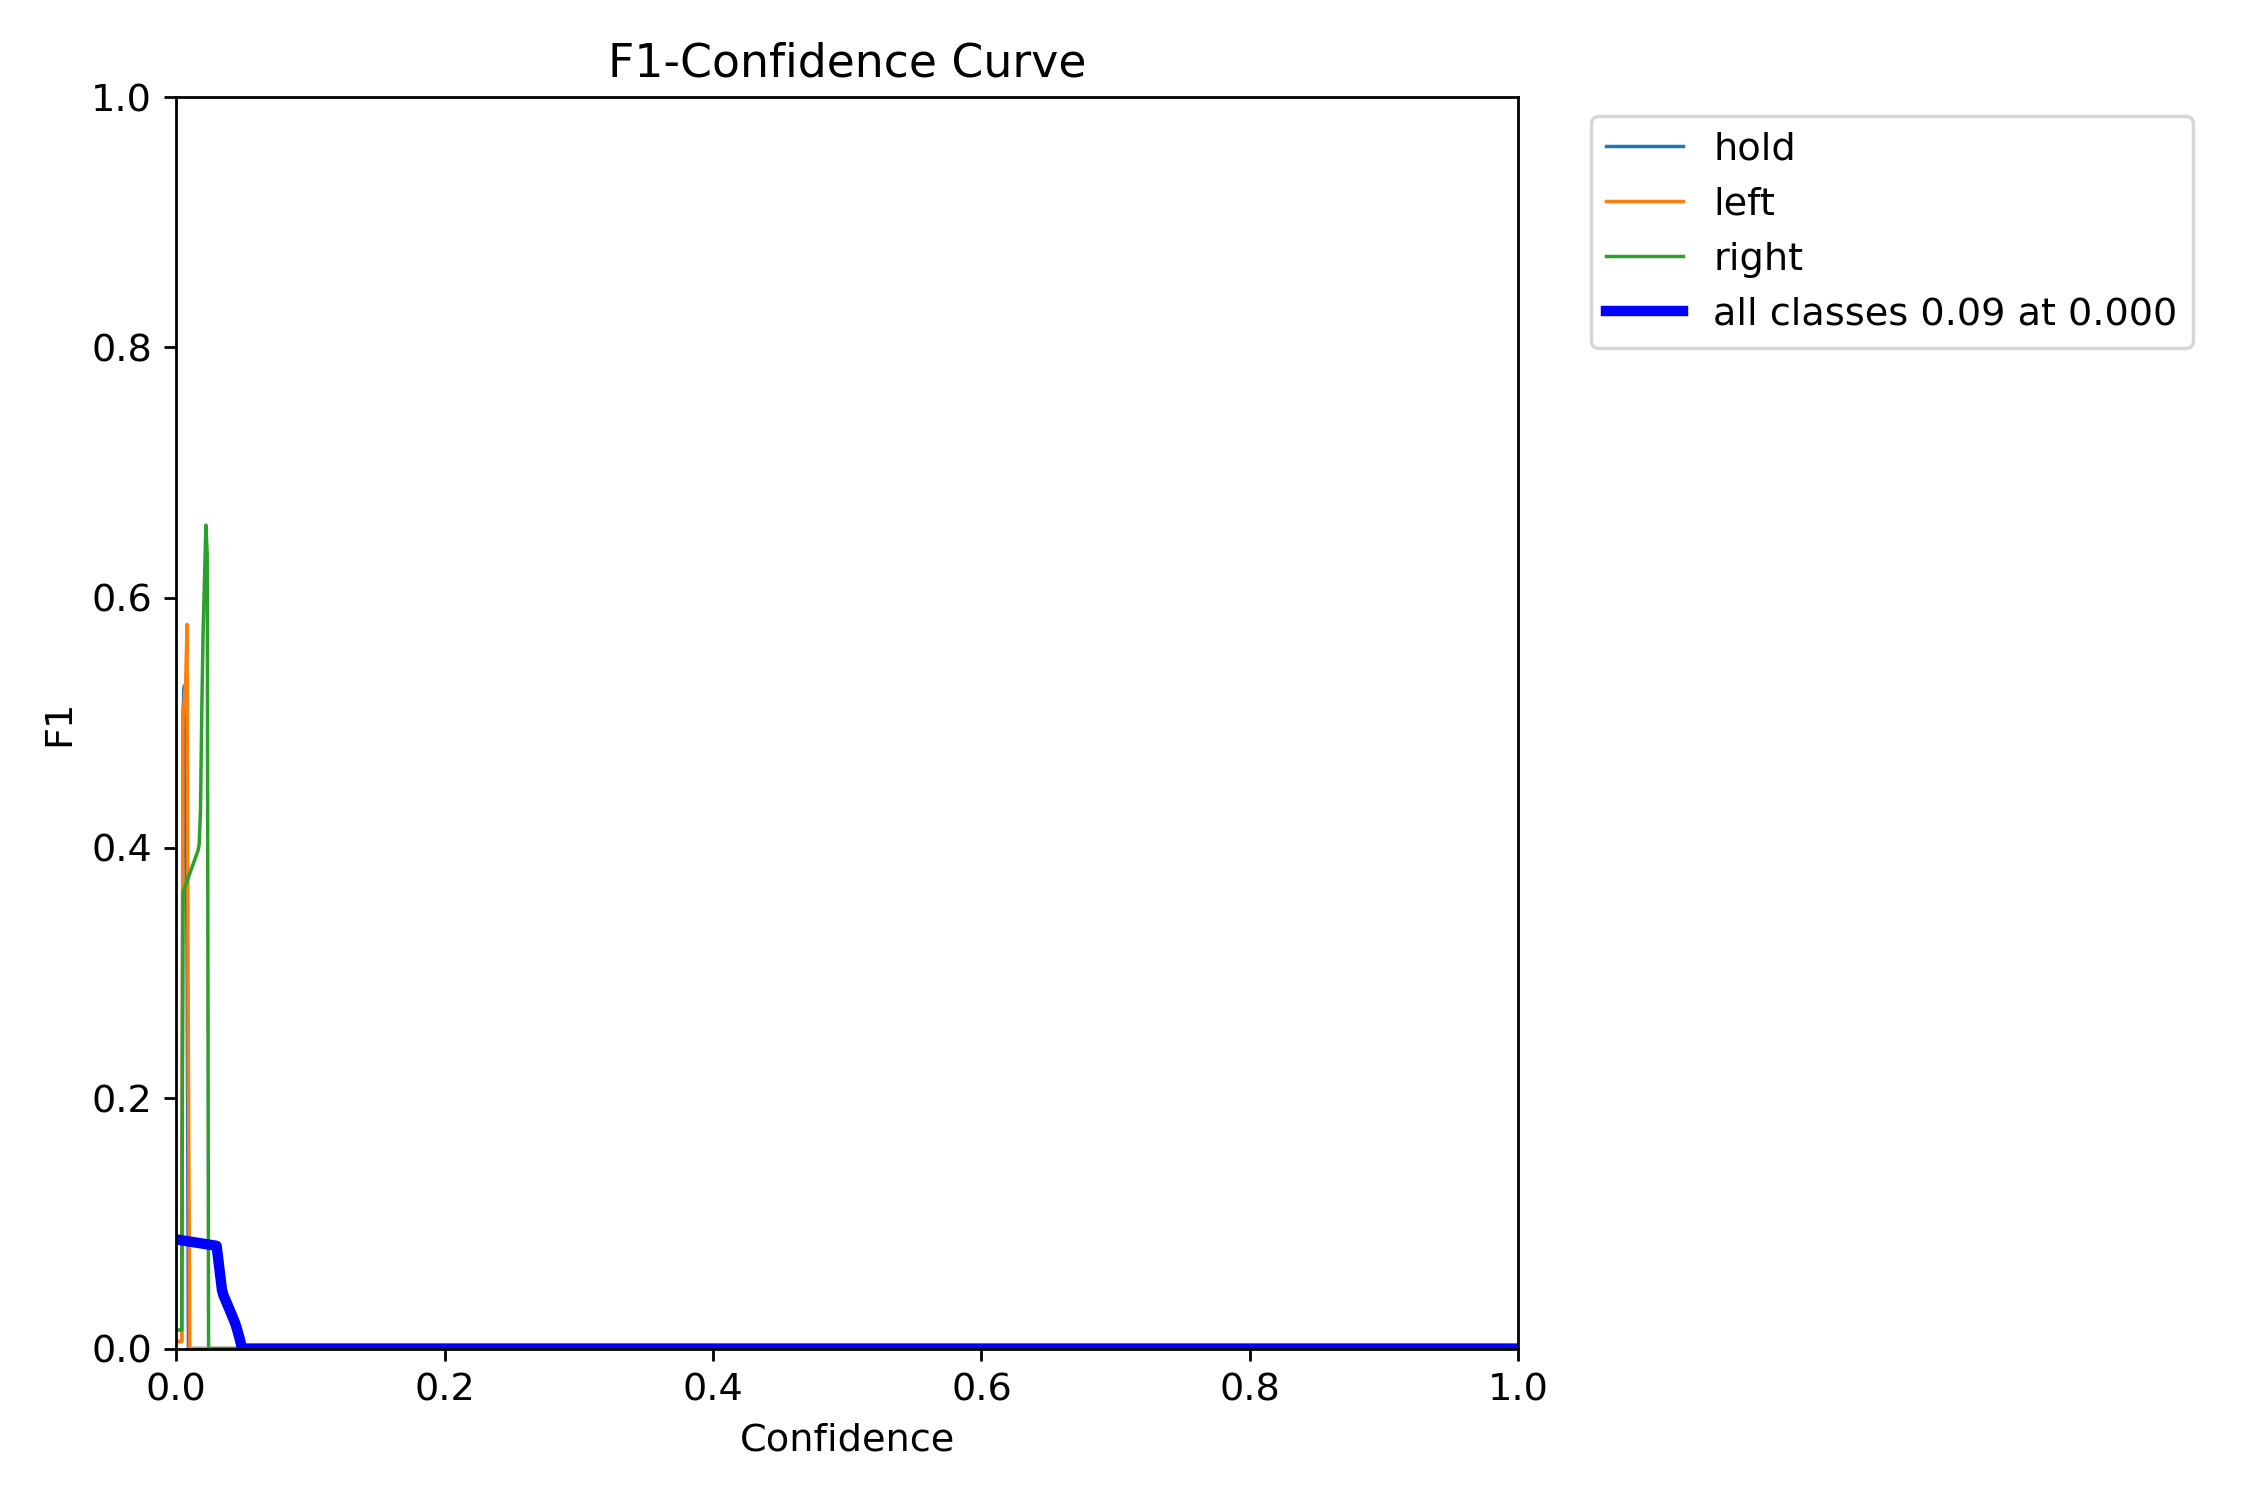 F1-Confidence Curve
1.0
0.8
0.6
0.4
0.2
0.0
F1
0.0 0.2 0.4 0.6 0.8 1.0
Confidence
hold
left
right
all classes 0.09 at 0.000